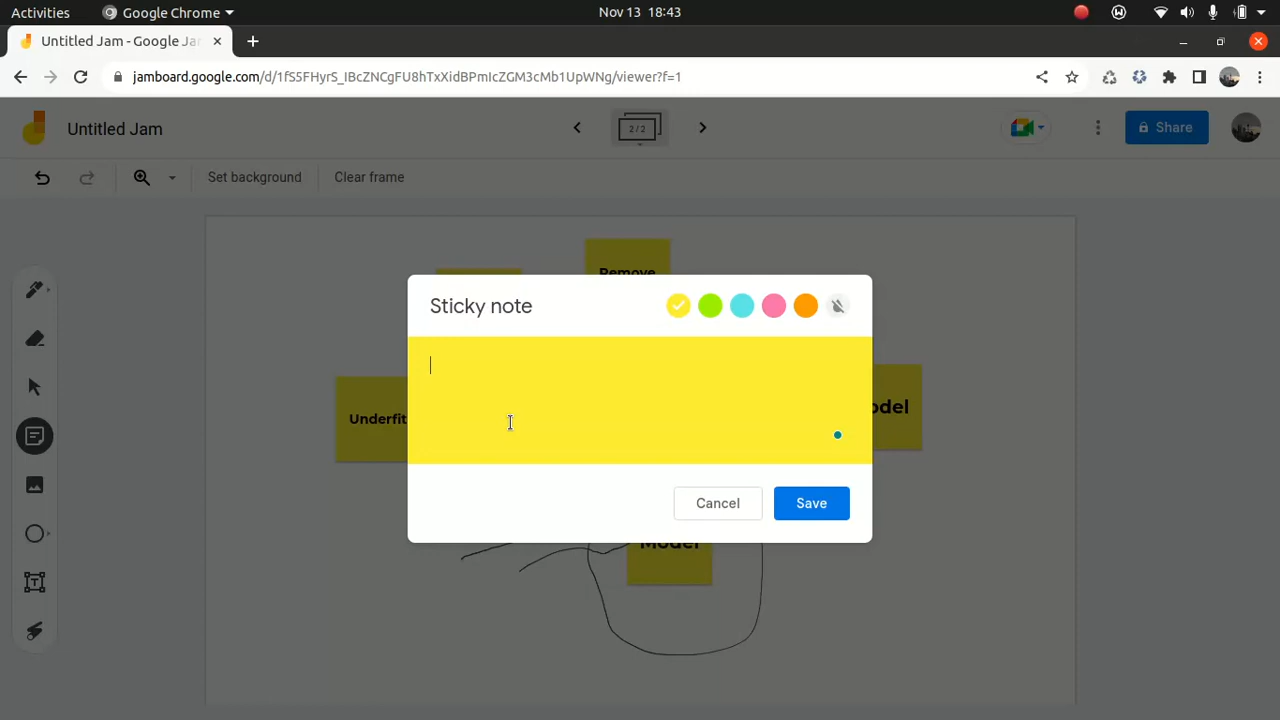 Activities
Google Chrome
Nov 13 18:43
Untitled Jam - Google Ja
jamboard.google.com/d/1fS5FHyrS_IBcZNCgFU8hTxXidBPmIcZGM3cMb1UpWNg/viewer?f=1
Untitled Jam
2/2
Share
Set background
Clear frame
Remove
Sticky note
Underfit
odel
Cancel
Save
Model